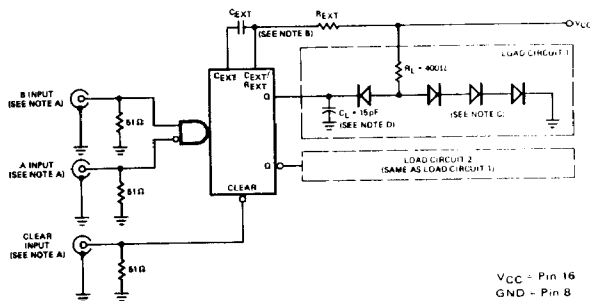 CEXT
REXT
(SEE NOTE B)
VCC
LOAD CIRCUIT 1
CEXT
CEXT/
REXT
RL = 400Ω
Q
B INPUT
(SEE NOTE A)
51Ω
CL = 15pF
(SEE NOTE D)
(SEE NOTE C)
A INPUT
(SEE NOTE A)
51Ω
Q
LOAD CIRCUIT 2
(SAME AS LOAD CIRCUIT 1)
CLEAR
CLEAR
INPUT
(SEE NOTE A)
51Ω
VCC = Pin 16
GND = Pin 8